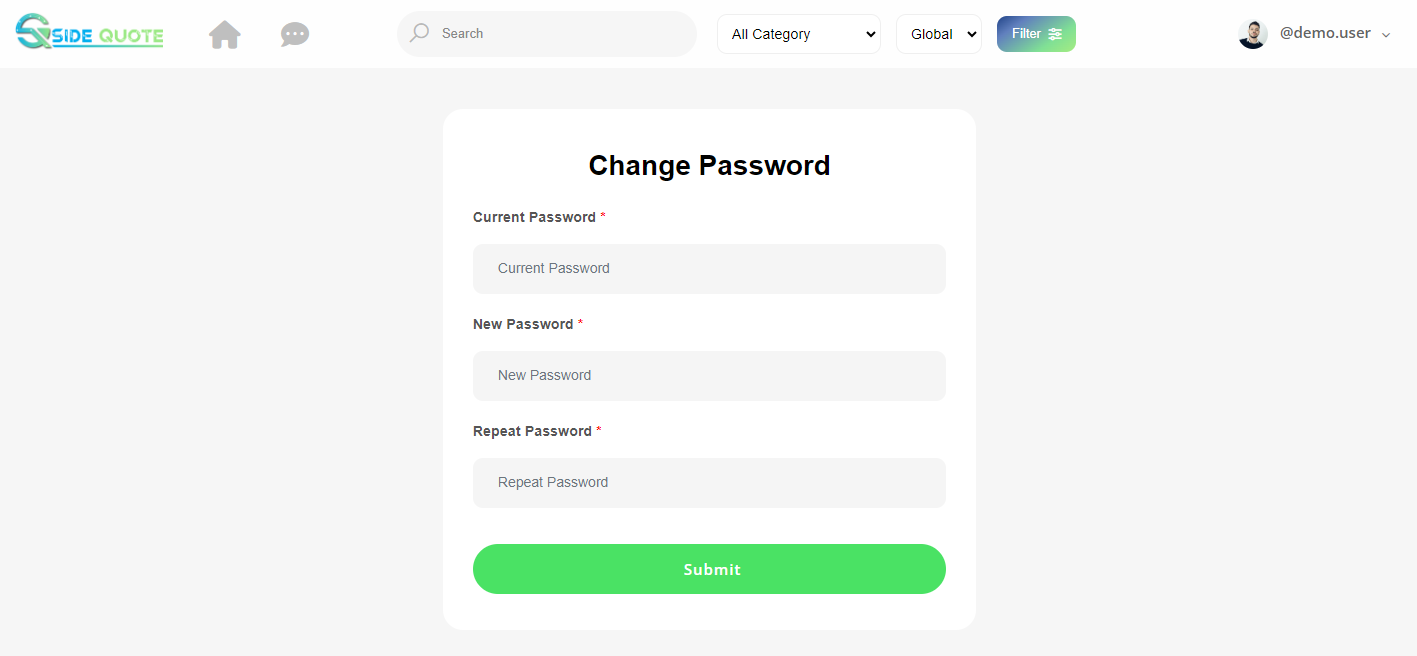 SIDE QUOTE
Search
All Category
Global
Filter
@demo.user
Change Password
Current Password *
Current Password
New Password *
New Password
Repeat Password *
Repeat Password
Submit